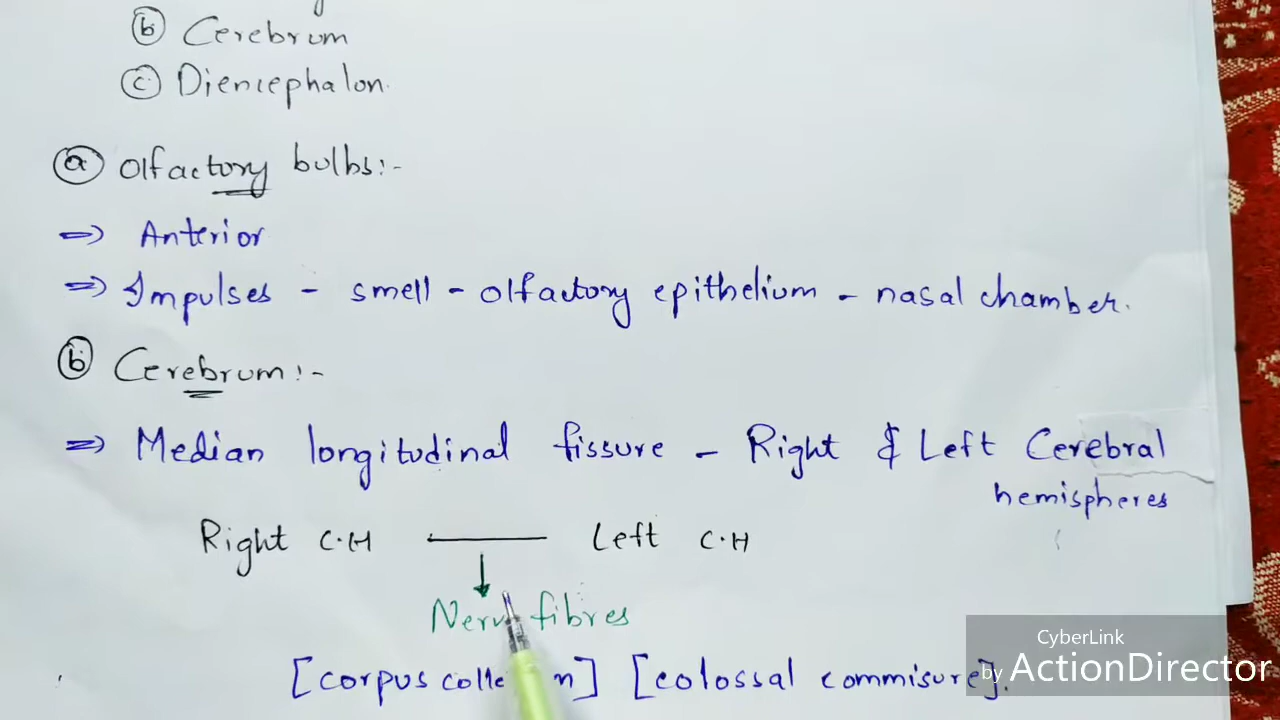 ⓑ Cerebrum
ⓒ Diencephalon.
ⓐ Olfactory bulbs:-
⇒ Anterior
⇒ Impulses - smell - olfactory epithelium - nasal chamber.
ⓑ Cerebrum:-
⇒ Median longitudinal fissure - Right & Left Cerebral
hemispheres
Right C.H — Left C.H
↓
fibres
[corpus] [colossal commisure].
CyberLink
by ActionDirector